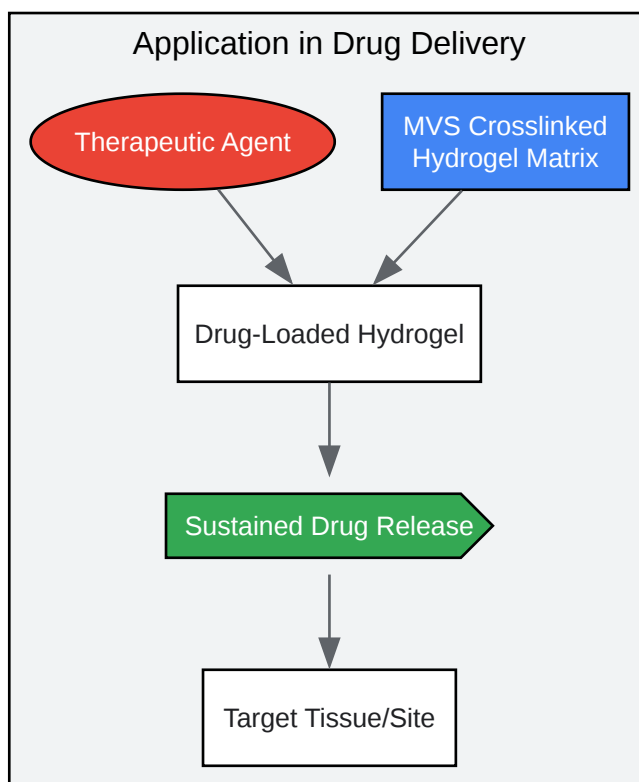 Application in Drug Delivery
Therapeutic Agent
MVS Crosslinked
Hydrogel Matrix
Drug-Loaded Hydrogel
Sustained Drug Release
Target Tissue/Site